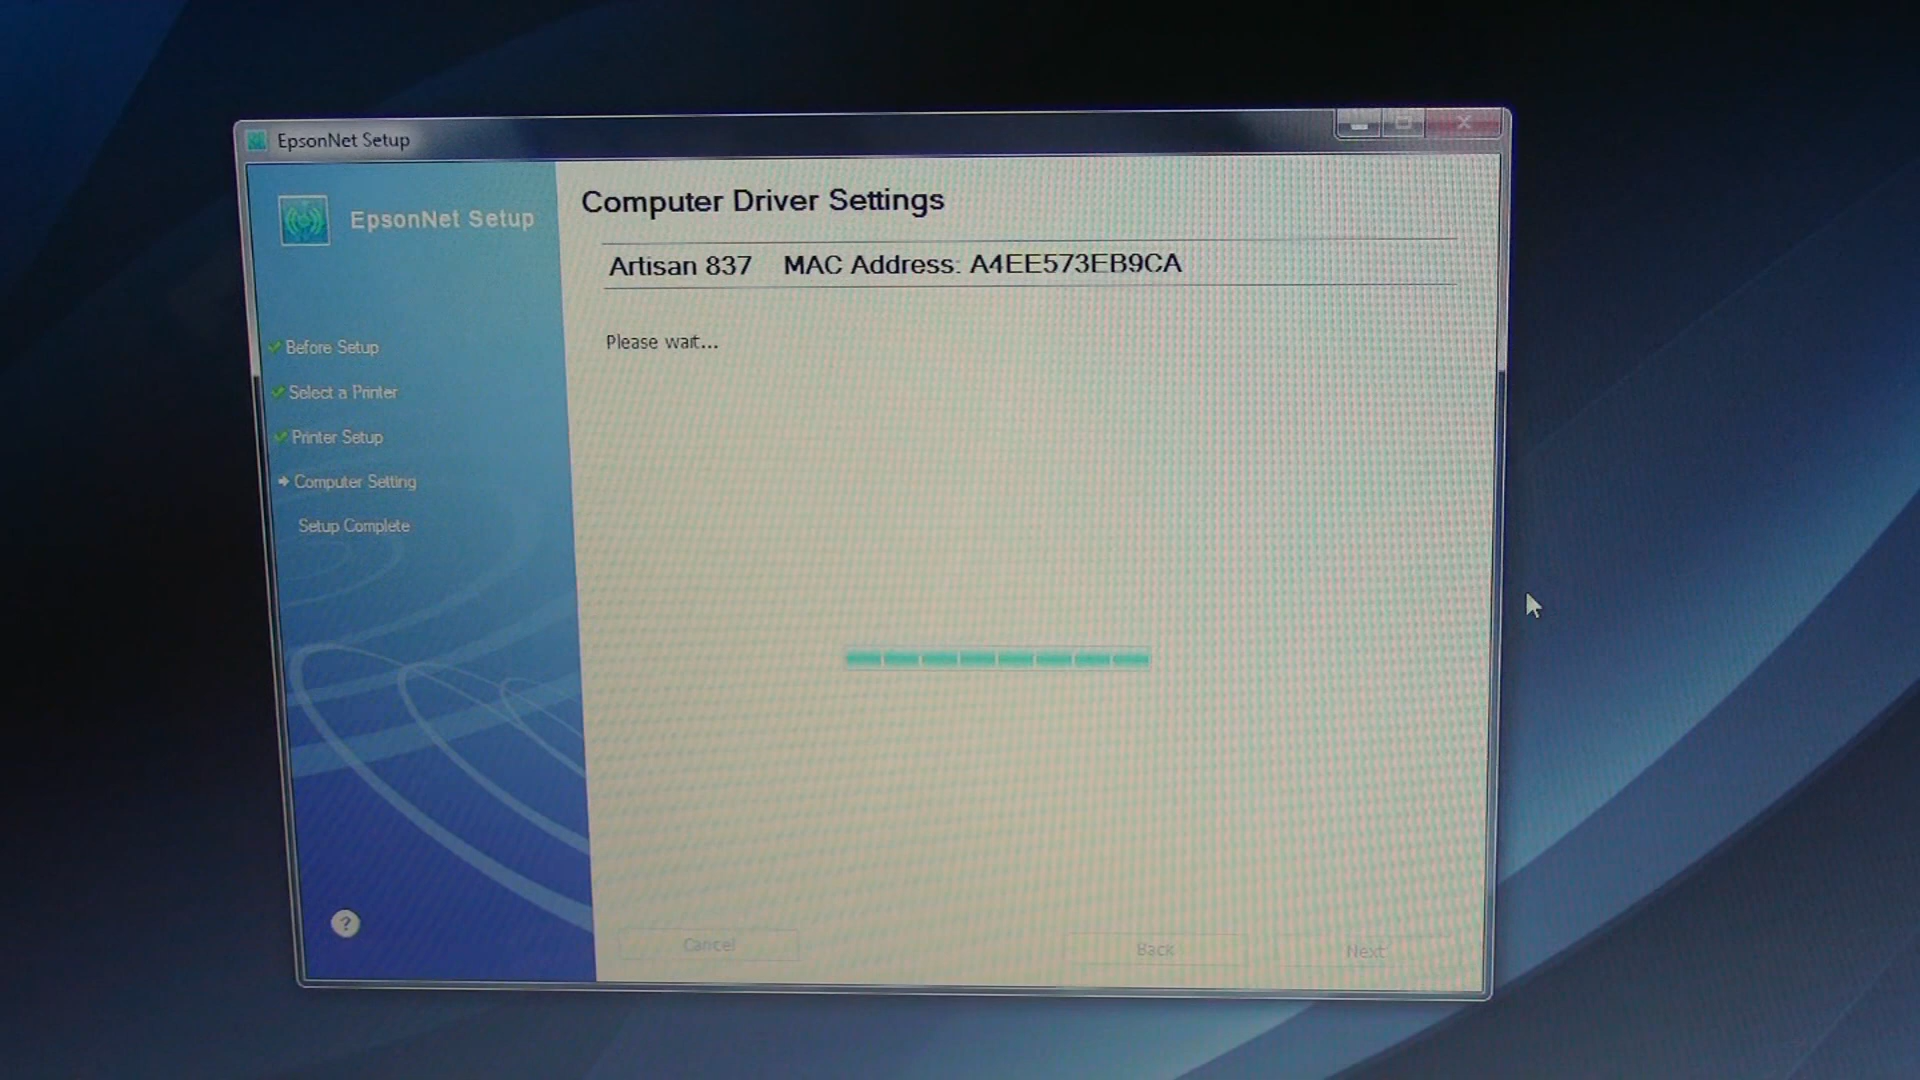 EpsonNet Setup
EpsonNet Setup
Computer Driver Settings
Artisan 837 MAC Address: A4EE573EB9CA
Please wait...
Before Setup
Select a Printer
Printer Setup
Computer Setting
Setup Complete
?
Cancel
Back
Next